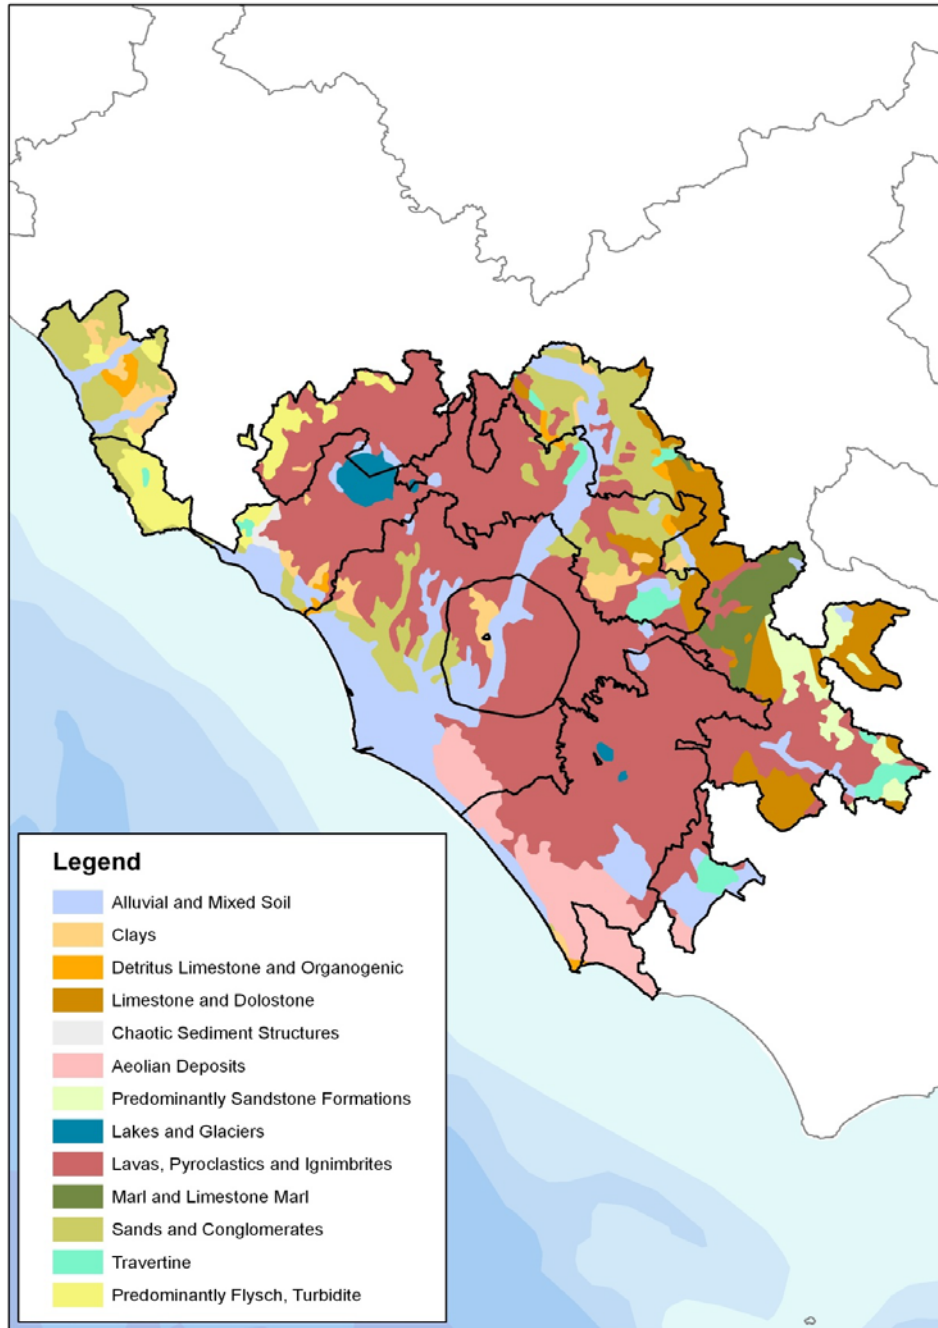 Legend
Alluvial and Mixed Soil
Clays
Detritus Limestone and Organogenic
Limestone and Dolostone
Chaotic Sediment Structures
Aeolian Deposits
Predominantly Sandstone Formations
Lakes and Glaciers
Lavas, Pyroclastics and Ignimbrites
Marl and Limestone Marl
Sands and Conglomerates
Travertine
Predominantly Flysch, Turbidite